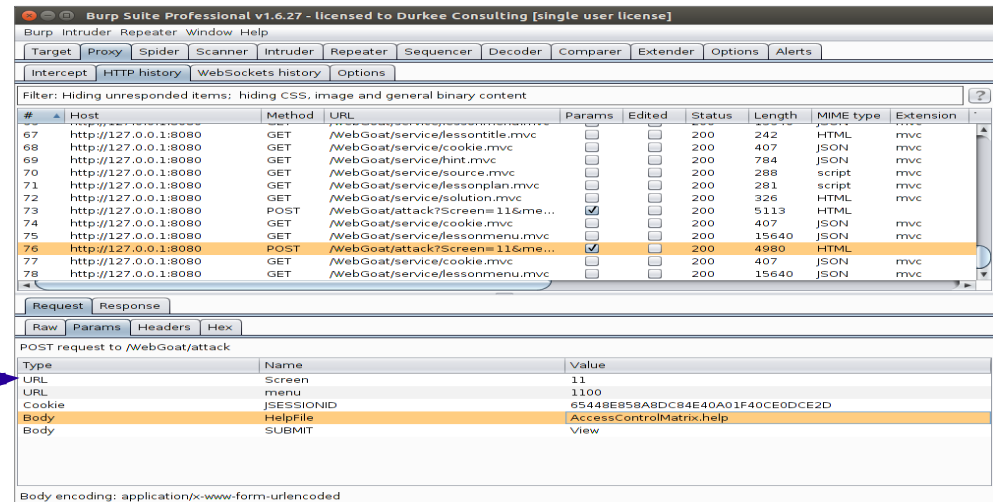 Burp Suite Professional v1.6.27 - licensed to Durkee Consulting [single user license]
Burp Intruder Repeater Window Help
Target Proxy Spider Scanner Intruder Repeater Sequencer Decoder Comparer Extender Options Alerts
Intercept HTTP history WebSockets history Options
Filter: Hiding unresponded items; hiding CSS, image and general binary content ?
# Host Method URL Params Edited Status Length MIME type Extension
67 http://127.0.0.1:8080 GET /WebGoat/service/lessontitle.mvc 200 242 HTML mvc
68 http://127.0.0.1:8080 GET /WebGoat/service/cookie.mvc 200 407 JSON mvc
69 http://127.0.0.1:8080 GET /WebGoat/service/hint.mvc 200 784 JSON mvc
70 http://127.0.0.1:8080 GET /WebGoat/service/source.mvc 200 288 script mvc
71 http://127.0.0.1:8080 GET /WebGoat/service/lessonplan.mvc 200 281 script mvc
72 http://127.0.0.1:8080 GET /WebGoat/service/solution.mvc 200 326 HTML mvc
73 http://127.0.0.1:8080 POST /WebGoat/attack?Screen=11&me... 200 5113 HTML
74 http://127.0.0.1:8080 GET /WebGoat/service/cookie.mvc 200 407 JSON mvc
75 http://127.0.0.1:8080 GET /WebGoat/service/lessonmenu.mvc 200 15640 JSON mvc
76 http://127.0.0.1:8080 POST /WebGoat/attack?Screen=11&me... 200 4980 HTML
77 http://127.0.0.1:8080 GET /WebGoat/service/cookie.mvc 200 407 JSON mvc
78 http://127.0.0.1:8080 GET /WebGoat/service/lessonmenu.mvc 200 15640 JSON mvc
Request Response
Raw Params Headers Hex
POST request to /WebGoat/attack
Type Name Value
URL Screen 11
URL menu 1100
Cookie JSESSIONID 65448E858A8DC84E40A01F40CE0DCE2D
Body HelpFile AccessControlMatrix.help
Body SUBMIT View
Body encoding: application/x-www-form-urlencoded